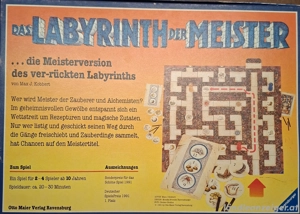 DAS LABYRINTH DER MEISTER
... die Meisterversion
des ver-rückten Labyrinths
von Max J. Kobbert
Wer wird Meister der Zauberer und Alchimisten?
Im geheimnisvollen Gewölbe entspannt sich ein
Wettstreit um Rezepturen und magische Zutaten.
Nur wer listig und geschickt seinen Weg durch
die Gänge freischiebt und Zauberdinge sammelt,
hat Chancen auf den Meistertitel.
Zum Spiel
Auszeichnungen
Ein Spiel für 2 - 4 Spieler ab 10 Jahren
Spieldauer: ca. 20 - 30 Minuten
Otto Maier Verlag Ravensburg